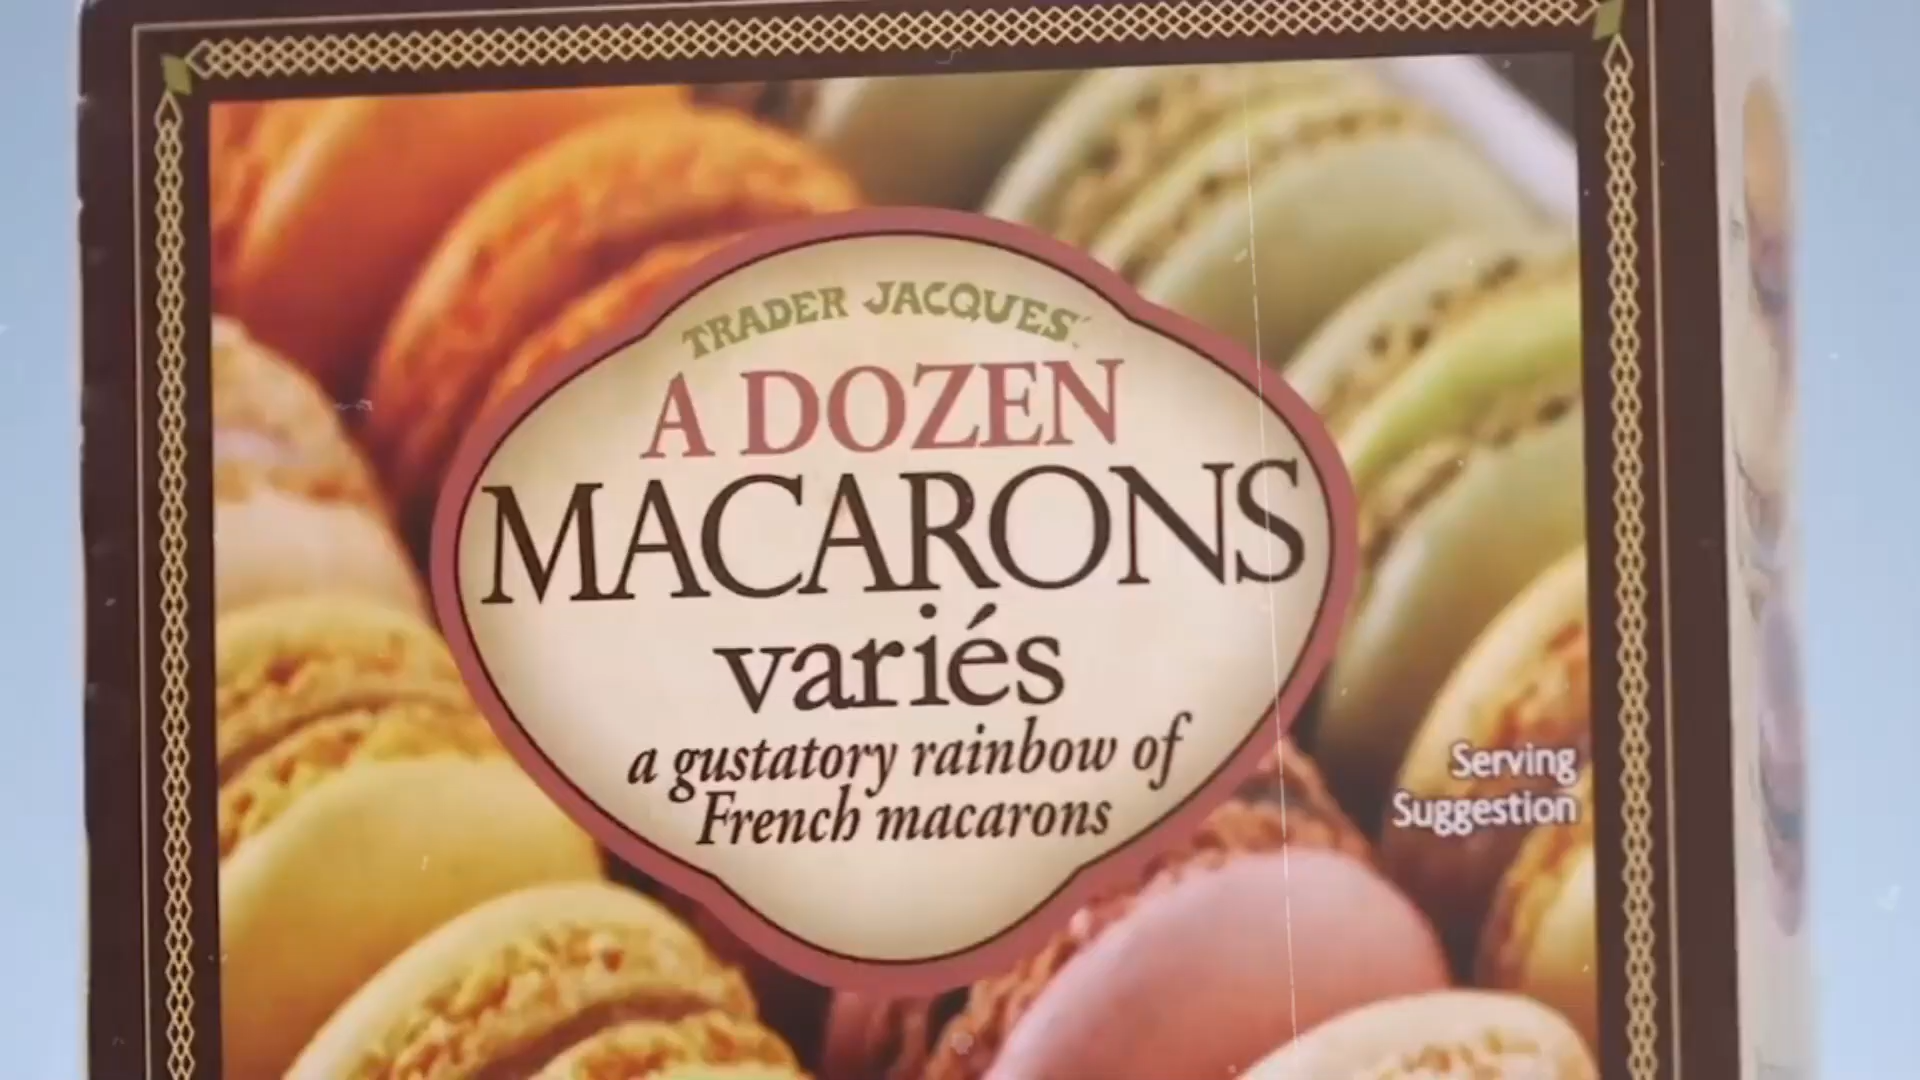 TRADER JACQUES'
A DOZEN
MACARONS
variés
a gustatory rainbow of
French macarons
Serving
Suggestion